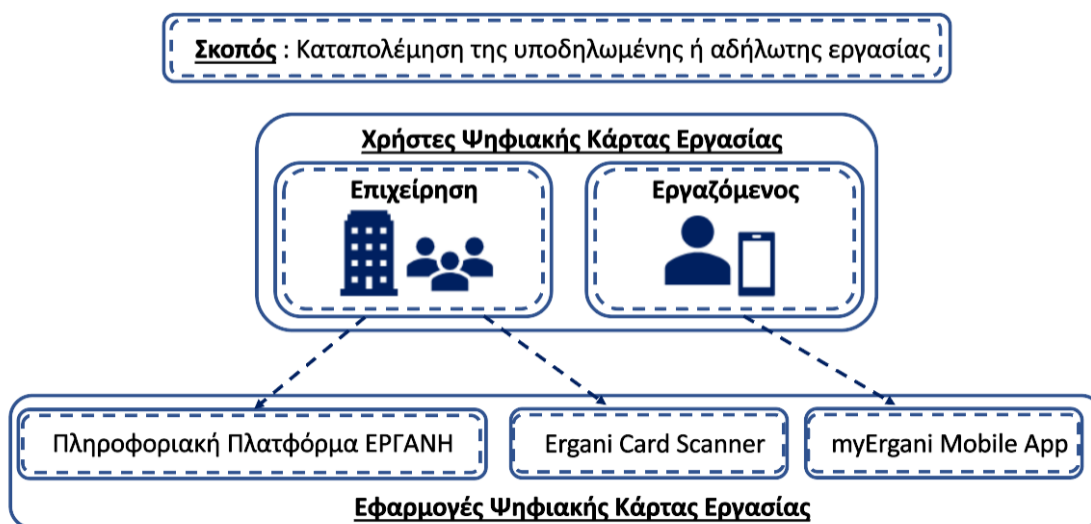 Σκοπός : Καταπολέμηση της υποδηλωμένης ή αδήλωτης εργασίας
Χρήστες Ψηφιακής Κάρτας Εργασίας
Επιχείρηση
Εργαζόμενος
Πληροφοριακή Πλατφόρμα ΕΡΓΑΝΗ
Ergani Card Scanner
myErgani Mobile App
Εφαρμογές Ψηφιακής Κάρτας Εργασίας